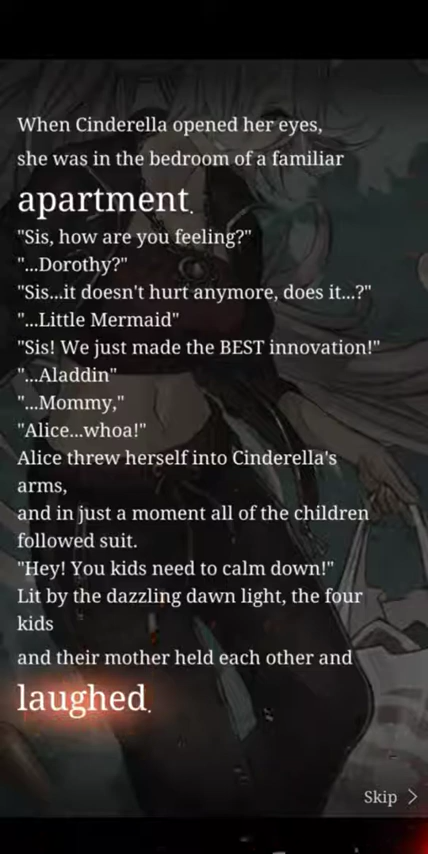 When Cinderella opened her eyes,
she was in the bedroom of a familiar
apartment.
"Sis, how are you feeling?"
"...Dorothy?"
"Sis...it doesn't hurt anymore, does it...?"
"...Little Mermaid"
"Sis! We just made the BEST innovation!"
"...Aladdin"
"...Mommy,"
"Alice...whoa!"
Alice threw herself into Cinderella's
arms,
and in just a moment all of the children
followed suit.
"Hey! You kids need to calm down!"
Lit by the dazzling dawn light, the four
kids
and their mother held each other and
laughed.
Skip >